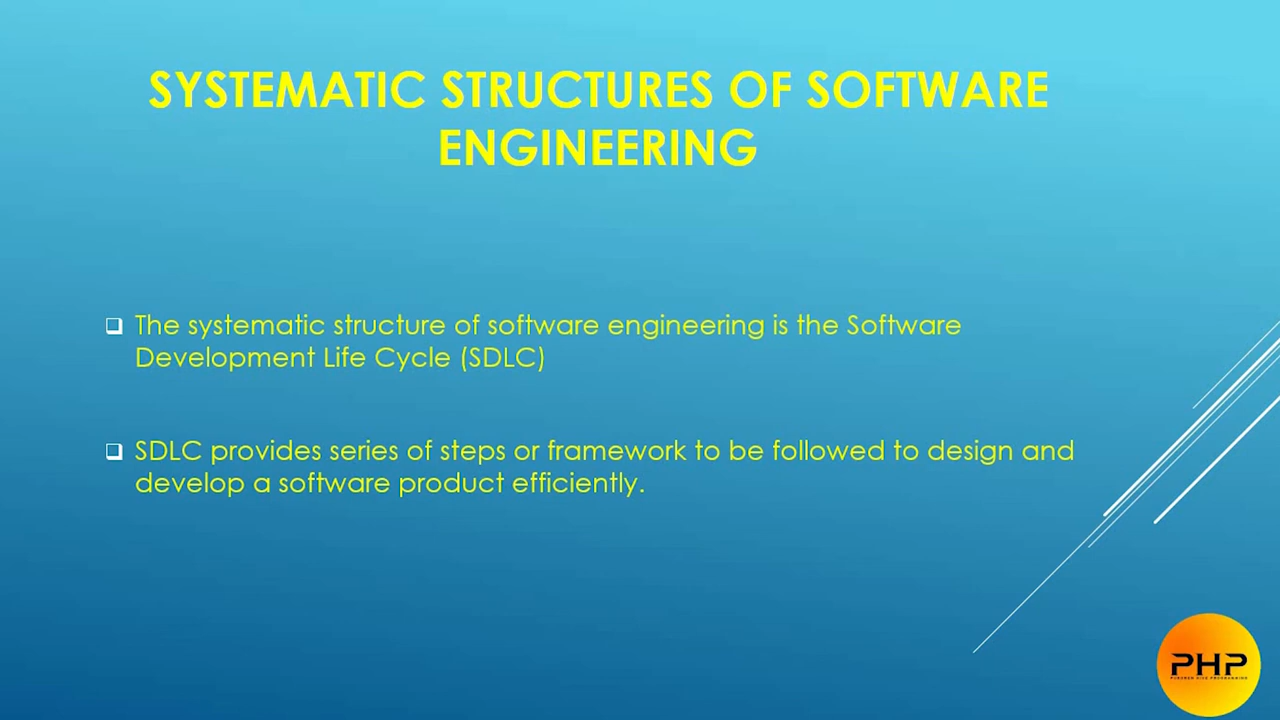 SYSTEMATIC STRUCTURES OF SOFTWARE
ENGINEERING
The systematic structure of software engineering is the Software
Development Life Cycle (SDLC)
SDLC provides series of steps or framework to be followed to design and
develop a software product efficiently.
PHP